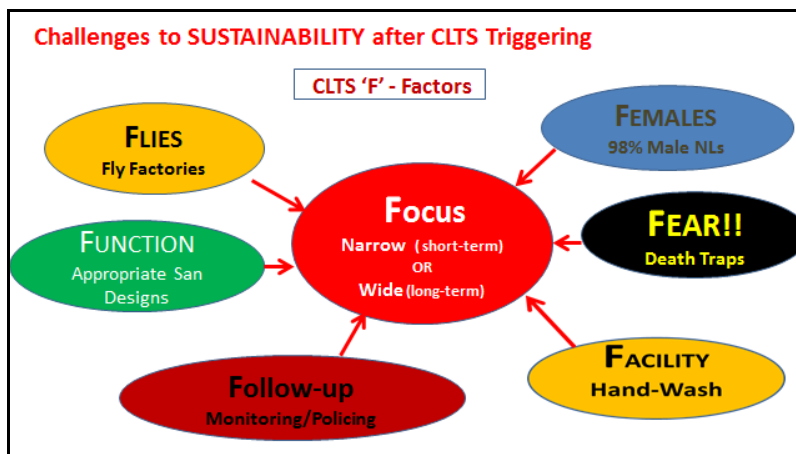 Challenges to SUSTAINABILITY after CLTS Triggering
CLTS 'F' - Factors
FLIES
Fly Factories
FEMALES
98% Male NLs
FOCUS
Narrow (short-term)
OR
Wide (long-term)
FEAR!!
Death Traps
FUNCTION
Appropriate San
Designs
Follow-up
Monitoring/Policing
FACILITY
Hand-Wash